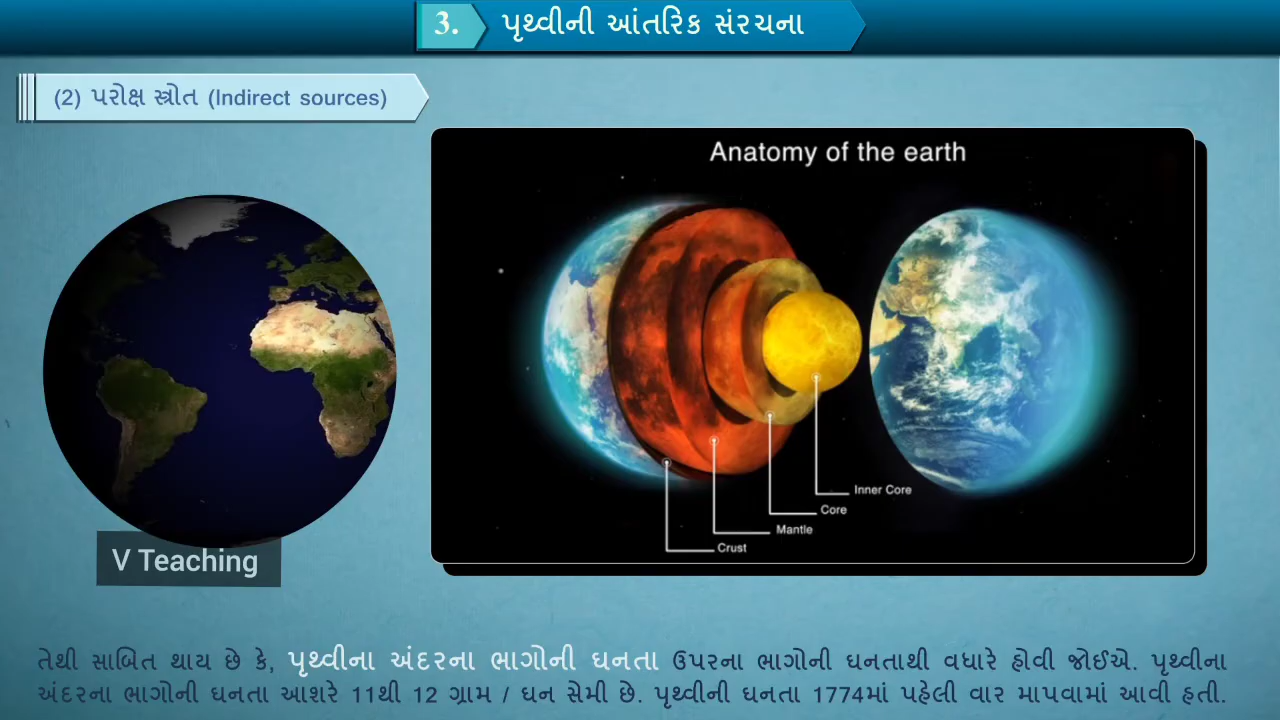 3. પૃથ્વીની આંતરિક સંરચના
(2) પરોક્ષ સ્ત્રોત (Indirect sources)
Anatomy of the earth
Inner Core
Core
Mantle
Crust
V Teaching
તેથી સાબિત થાય છે કે, પૃથ્વીના અંદરના ભાગોની ઘનતા ઉપરના ભાગોની ઘનતાથી વધારે હોવી જોઈએ. પૃથ્વીના
અંદરના ભાગોની ઘનતા આશરે 11થી 12 ગ્રામ / ઘન સેમી છે. પૃથ્વીની ઘનતા 1774માં પહેલી વાર માપવામાં આવી હતી.